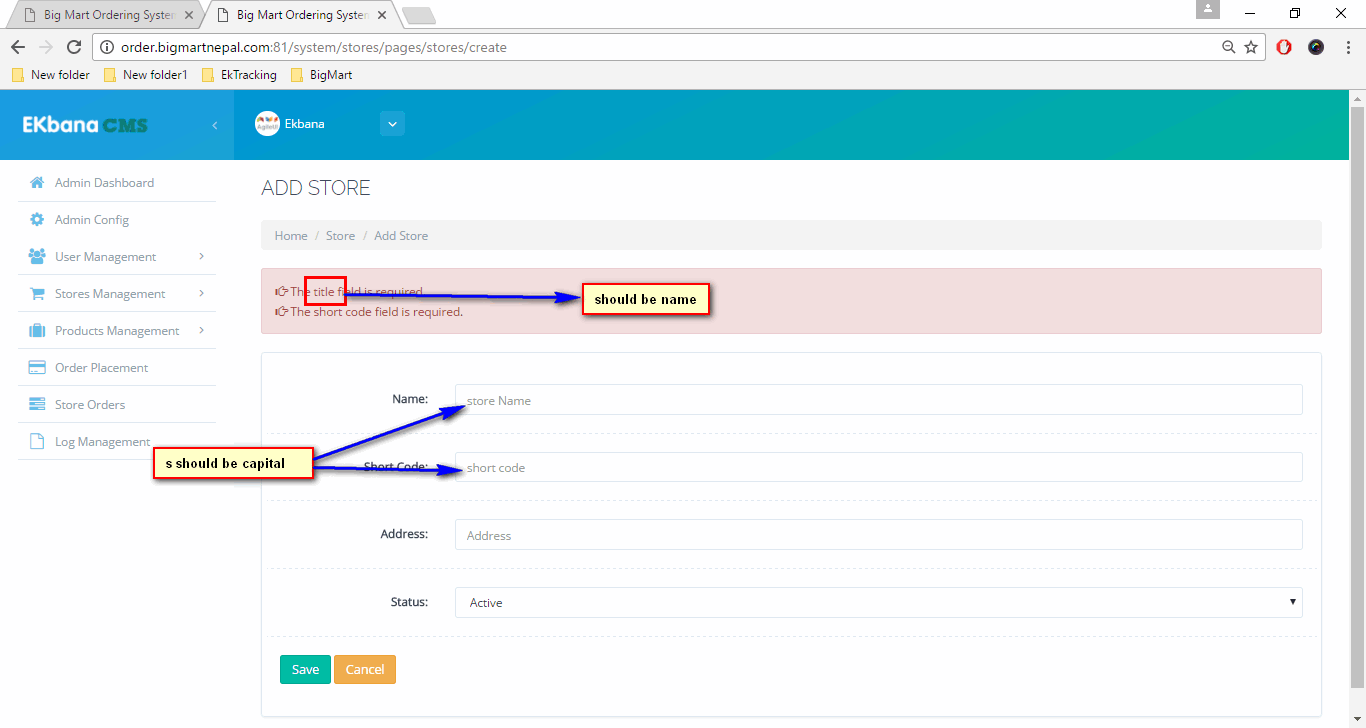 Big Mart Ordering System
Big Mart Ordering System
order.bigmartnepal.com:81/system/stores/pages/stores/create
New folder
New folder1
EkTracking
BigMart
EKbana CMS
Ekbana
Admin Dashboard
Admin Config
User Management
Stores Management
Products Management
Order Placement
Store Orders
Log Management
ADD STORE
Home / Store / Add Store
The title field is required.
should be name
The short code field is required.
Name:
store Name
s should be capital
Short Code:
short code
Address:
Address
Status:
Active
Save
Cancel